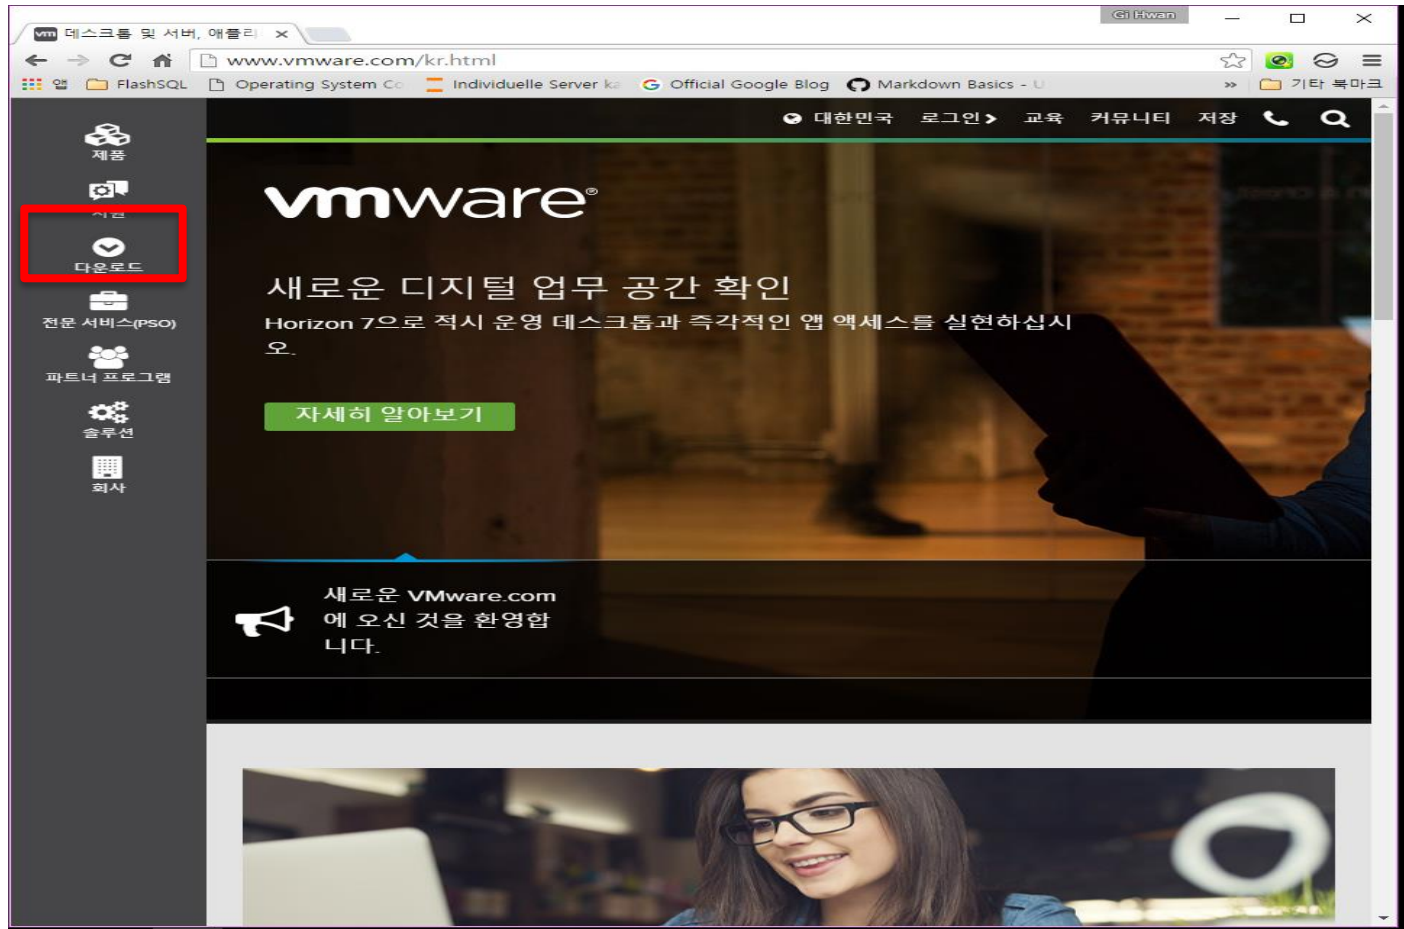 Gi Hwan
vm 데스크톱 및 서버, 애플리
www.vmware.com/kr.html
앱 FlashSQL Operating System Co Individuelle Server ka Official Google Blog Markdown Basics - U » 기타 북마크
대한민국 로그인 교육 커뮤니티 저장
제품
지원
다운로드
전문 서비스(PSO)
파트너 프로그램
솔루션
회사
vmware®
새로운 디지털 업무 공간 확인
Horizon 7으로 적시 운영 데스크톱과 즉각적인 앱 액세스를 실현하십시
오.
자세히 알아보기
새로운 VMware.com
에 오신 것을 환영합
니다.